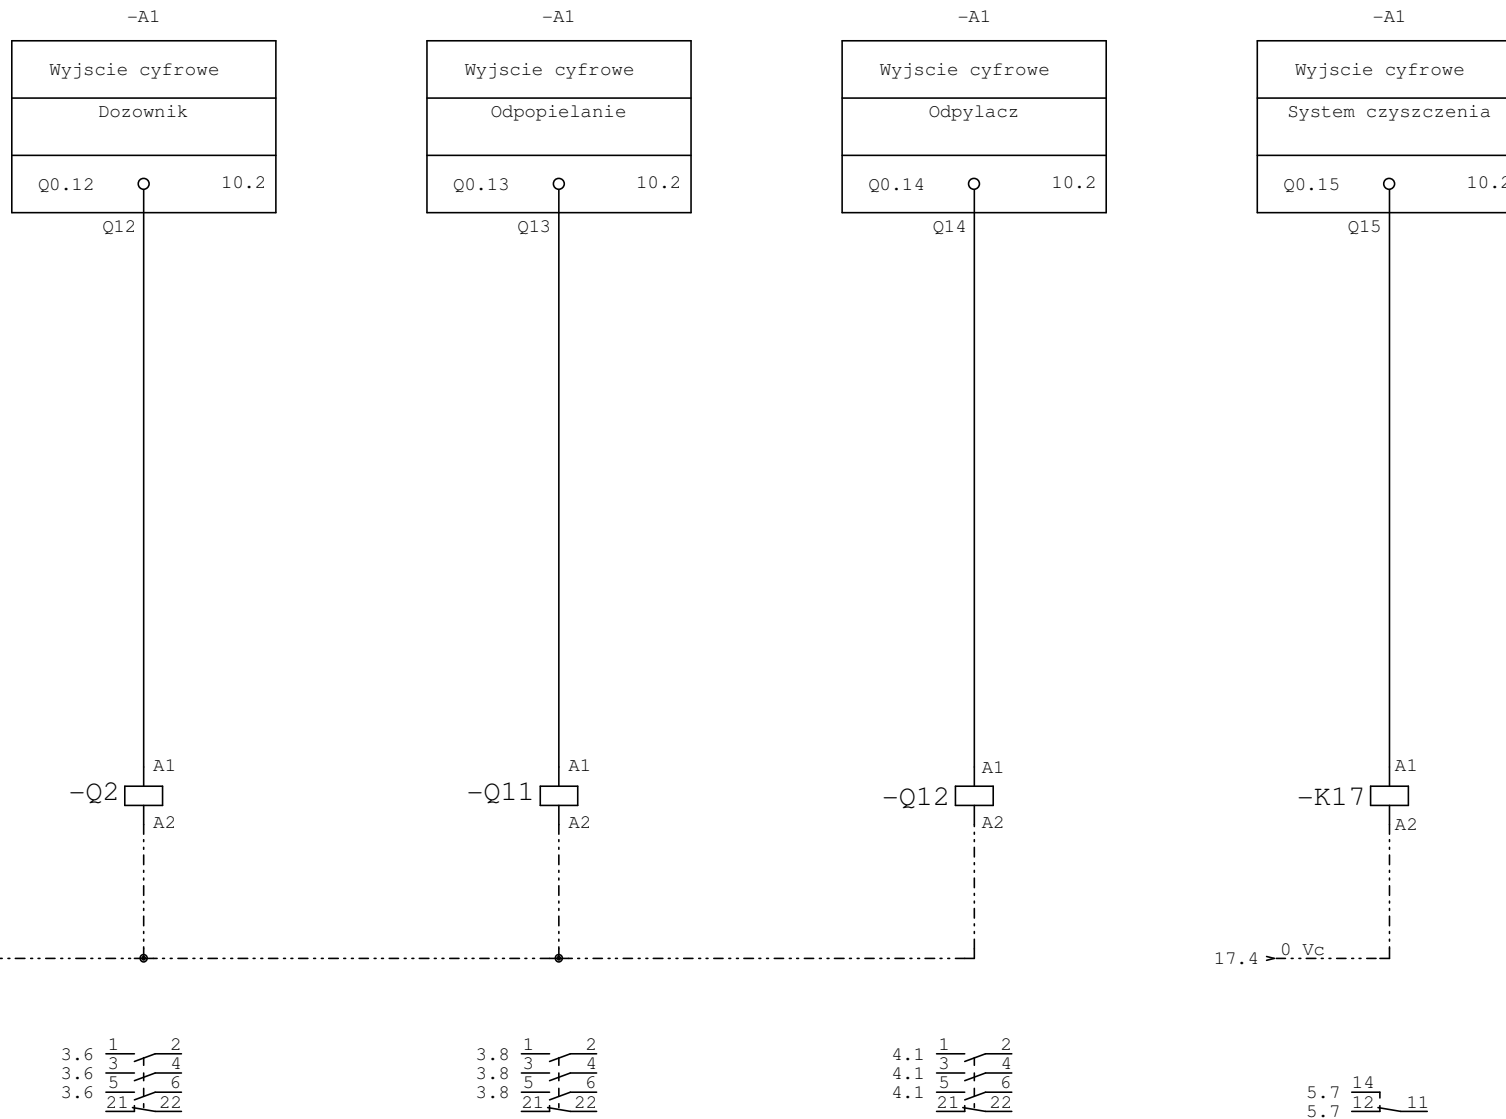 -A1 -A1 -A1 -A1
Wyjscie cyfrowe Wyjscie cyfrowe Wyjscie cyfrowe Wyjscie cyfrowe
Dozownik Odpopielanie Odpylacz System czyszczenia
Q0.12 10.2 Q0.13 10.2 Q0.14 10.2 Q0.15 10.2
Q12 Q13 Q14 Q15
A1 A1 A1 A1
-Q2 -Q11 -Q12 -K17
A2 A2 A2 A2
17.4 0 Vc
3.6 1 2 3.8 1 2 4.1 1 2
3.6 3 4 3.8 3 4 4.1 3 4
3.6 5 6 3.8 5 6 4.1 5 6 5.7 14
21 22 21 22 21 22 5.7 12 11